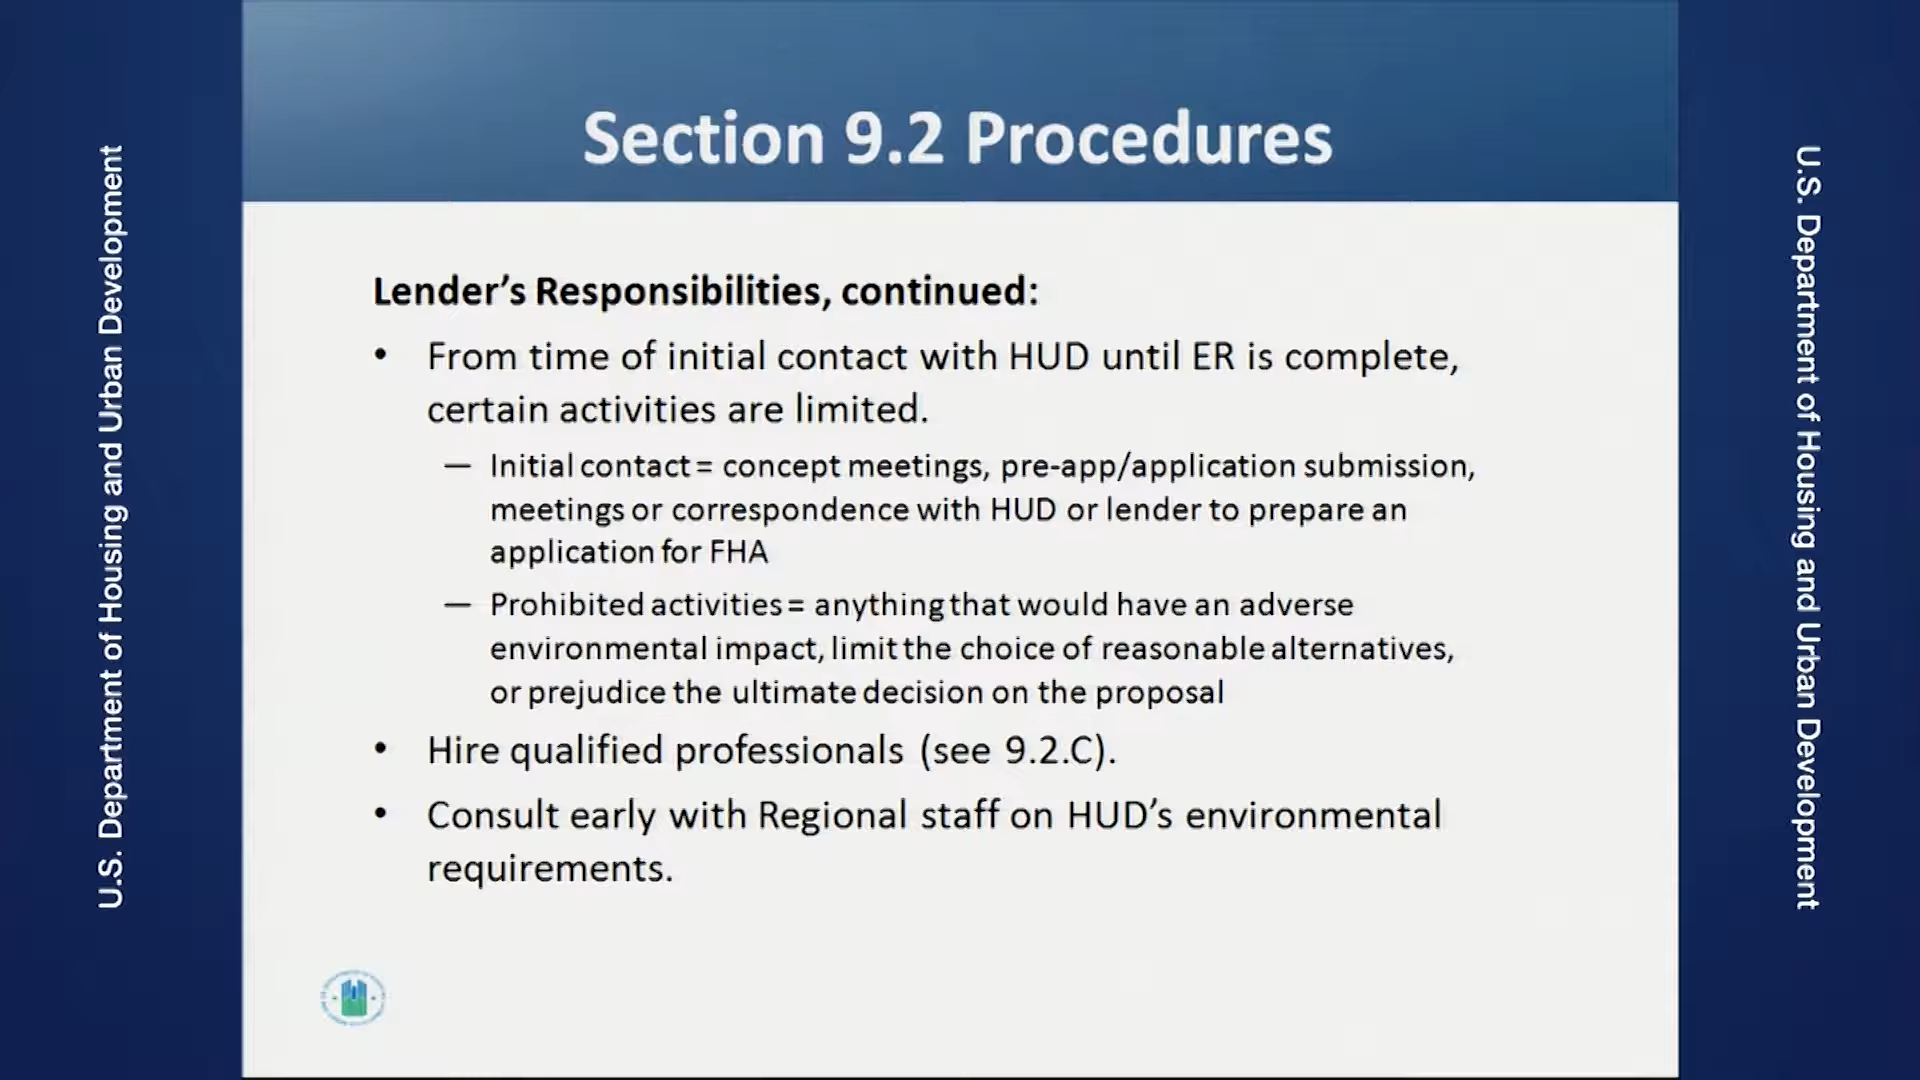 Section 9.2 Procedures
Lender's Responsibilities, continued:
• From time of initial contact with HUD until ER is complete,
certain activities are limited.
— Initial contact = concept meetings, pre-app/application submission,
meetings or correspondence with HUD or lender to prepare an
application for FHA
— Prohibited activities = anything that would have an adverse
environmental impact, limit the choice of reasonable alternatives,
or prejudice the ultimate decision on the proposal
• Hire qualified professionals (see 9.2.C).
• Consult early with Regional staff on HUD's environmental
requirements.
U.S. Department of Housing and Urban Development
U.S. Department of Housing and Urban Development